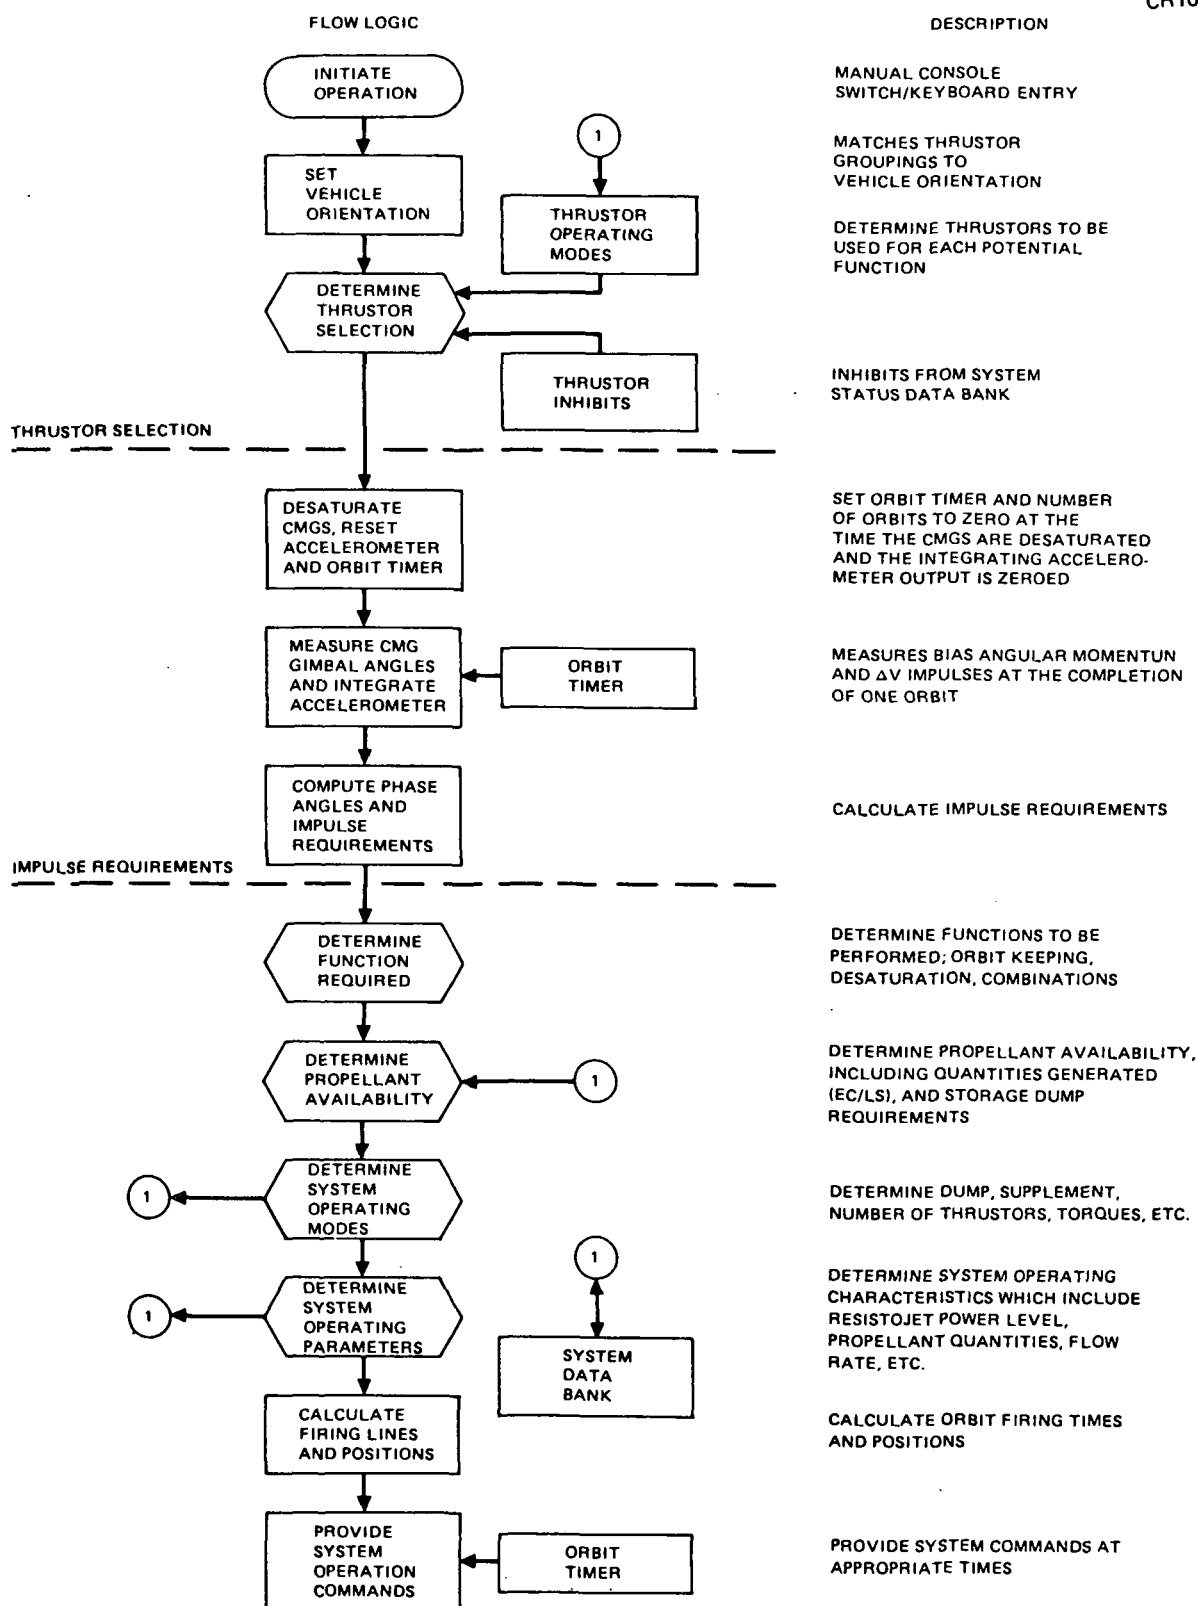 CR10
FLOW LOGIC
DESCRIPTION
INITIATE
OPERATION
MANUAL CONSOLE
SWITCH/KEYBOARD ENTRY
1
SET
VEHICLE
ORIENTATION
MATCHES THRUSTOR
GROUPINGS TO
VEHICLE ORIENTATION
THRUSTOR
OPERATING
MODES
DETERMINE THRUSTORS TO BE
USED FOR EACH POTENTIAL
FUNCTION
DETERMINE
THRUSTOR
SELECTION
THRUSTOR
INHIBITS
INHIBITS FROM SYSTEM
STATUS DATA BANK
THRUSTOR SELECTION
DESATURATE
CMGS, RESET
ACCELEROMETER
AND ORBIT TIMER
SET ORBIT TIMER AND NUMBER
OF ORBITS TO ZERO AT THE
TIME THE CMGS ARE DESATURATED
AND THE INTEGRATING ACCELERO-
METER OUTPUT IS ZEROED
MEASURE CMG
GIMBAL ANGLES
AND INTEGRATE
ACCELEROMETER
ORBIT
TIMER
MEASURES BIAS ANGULAR MOMENTUN
AND ΔV IMPULSES AT THE COMPLETION
OF ONE ORBIT
COMPUTE PHASE
ANGLES AND
IMPULSE
REQUIREMENTS
CALCULATE IMPULSE REQUIREMENTS
IMPULSE REQUIREMENTS
DETERMINE
FUNCTION
REQUIRED
DETERMINE FUNCTIONS TO BE
PERFORMED; ORBIT KEEPING,
DESATURATION, COMBINATIONS
DETERMINE
PROPELLANT
AVAILABILITY
1
DETERMINE PROPELLANT AVAILABILITY,
INCLUDING QUANTITIES GENERATED
(EC/LS), AND STORAGE DUMP
REQUIREMENTS
1
DETERMINE
SYSTEM
OPERATING
MODES
DETERMINE DUMP, SUPPLEMENT,
NUMBER OF THRUSTORS, TORQUES, ETC.
1
1
DETERMINE
SYSTEM
OPERATING
PARAMETERS
SYSTEM
DATA
BANK
DETERMINE SYSTEM OPERATING
CHARACTERISTICS WHICH INCLUDE
RESISTOJET POWER LEVEL,
PROPELLANT QUANTITIES, FLOW
RATE, ETC.
CALCULATE
FIRING LINES
AND POSITIONS
CALCULATE ORBIT FIRING TIMES
AND POSITIONS
PROVIDE
SYSTEM
OPERATION
COMMANDS
ORBIT
TIMER
PROVIDE SYSTEM COMMANDS AT
APPROPRIATE TIMES